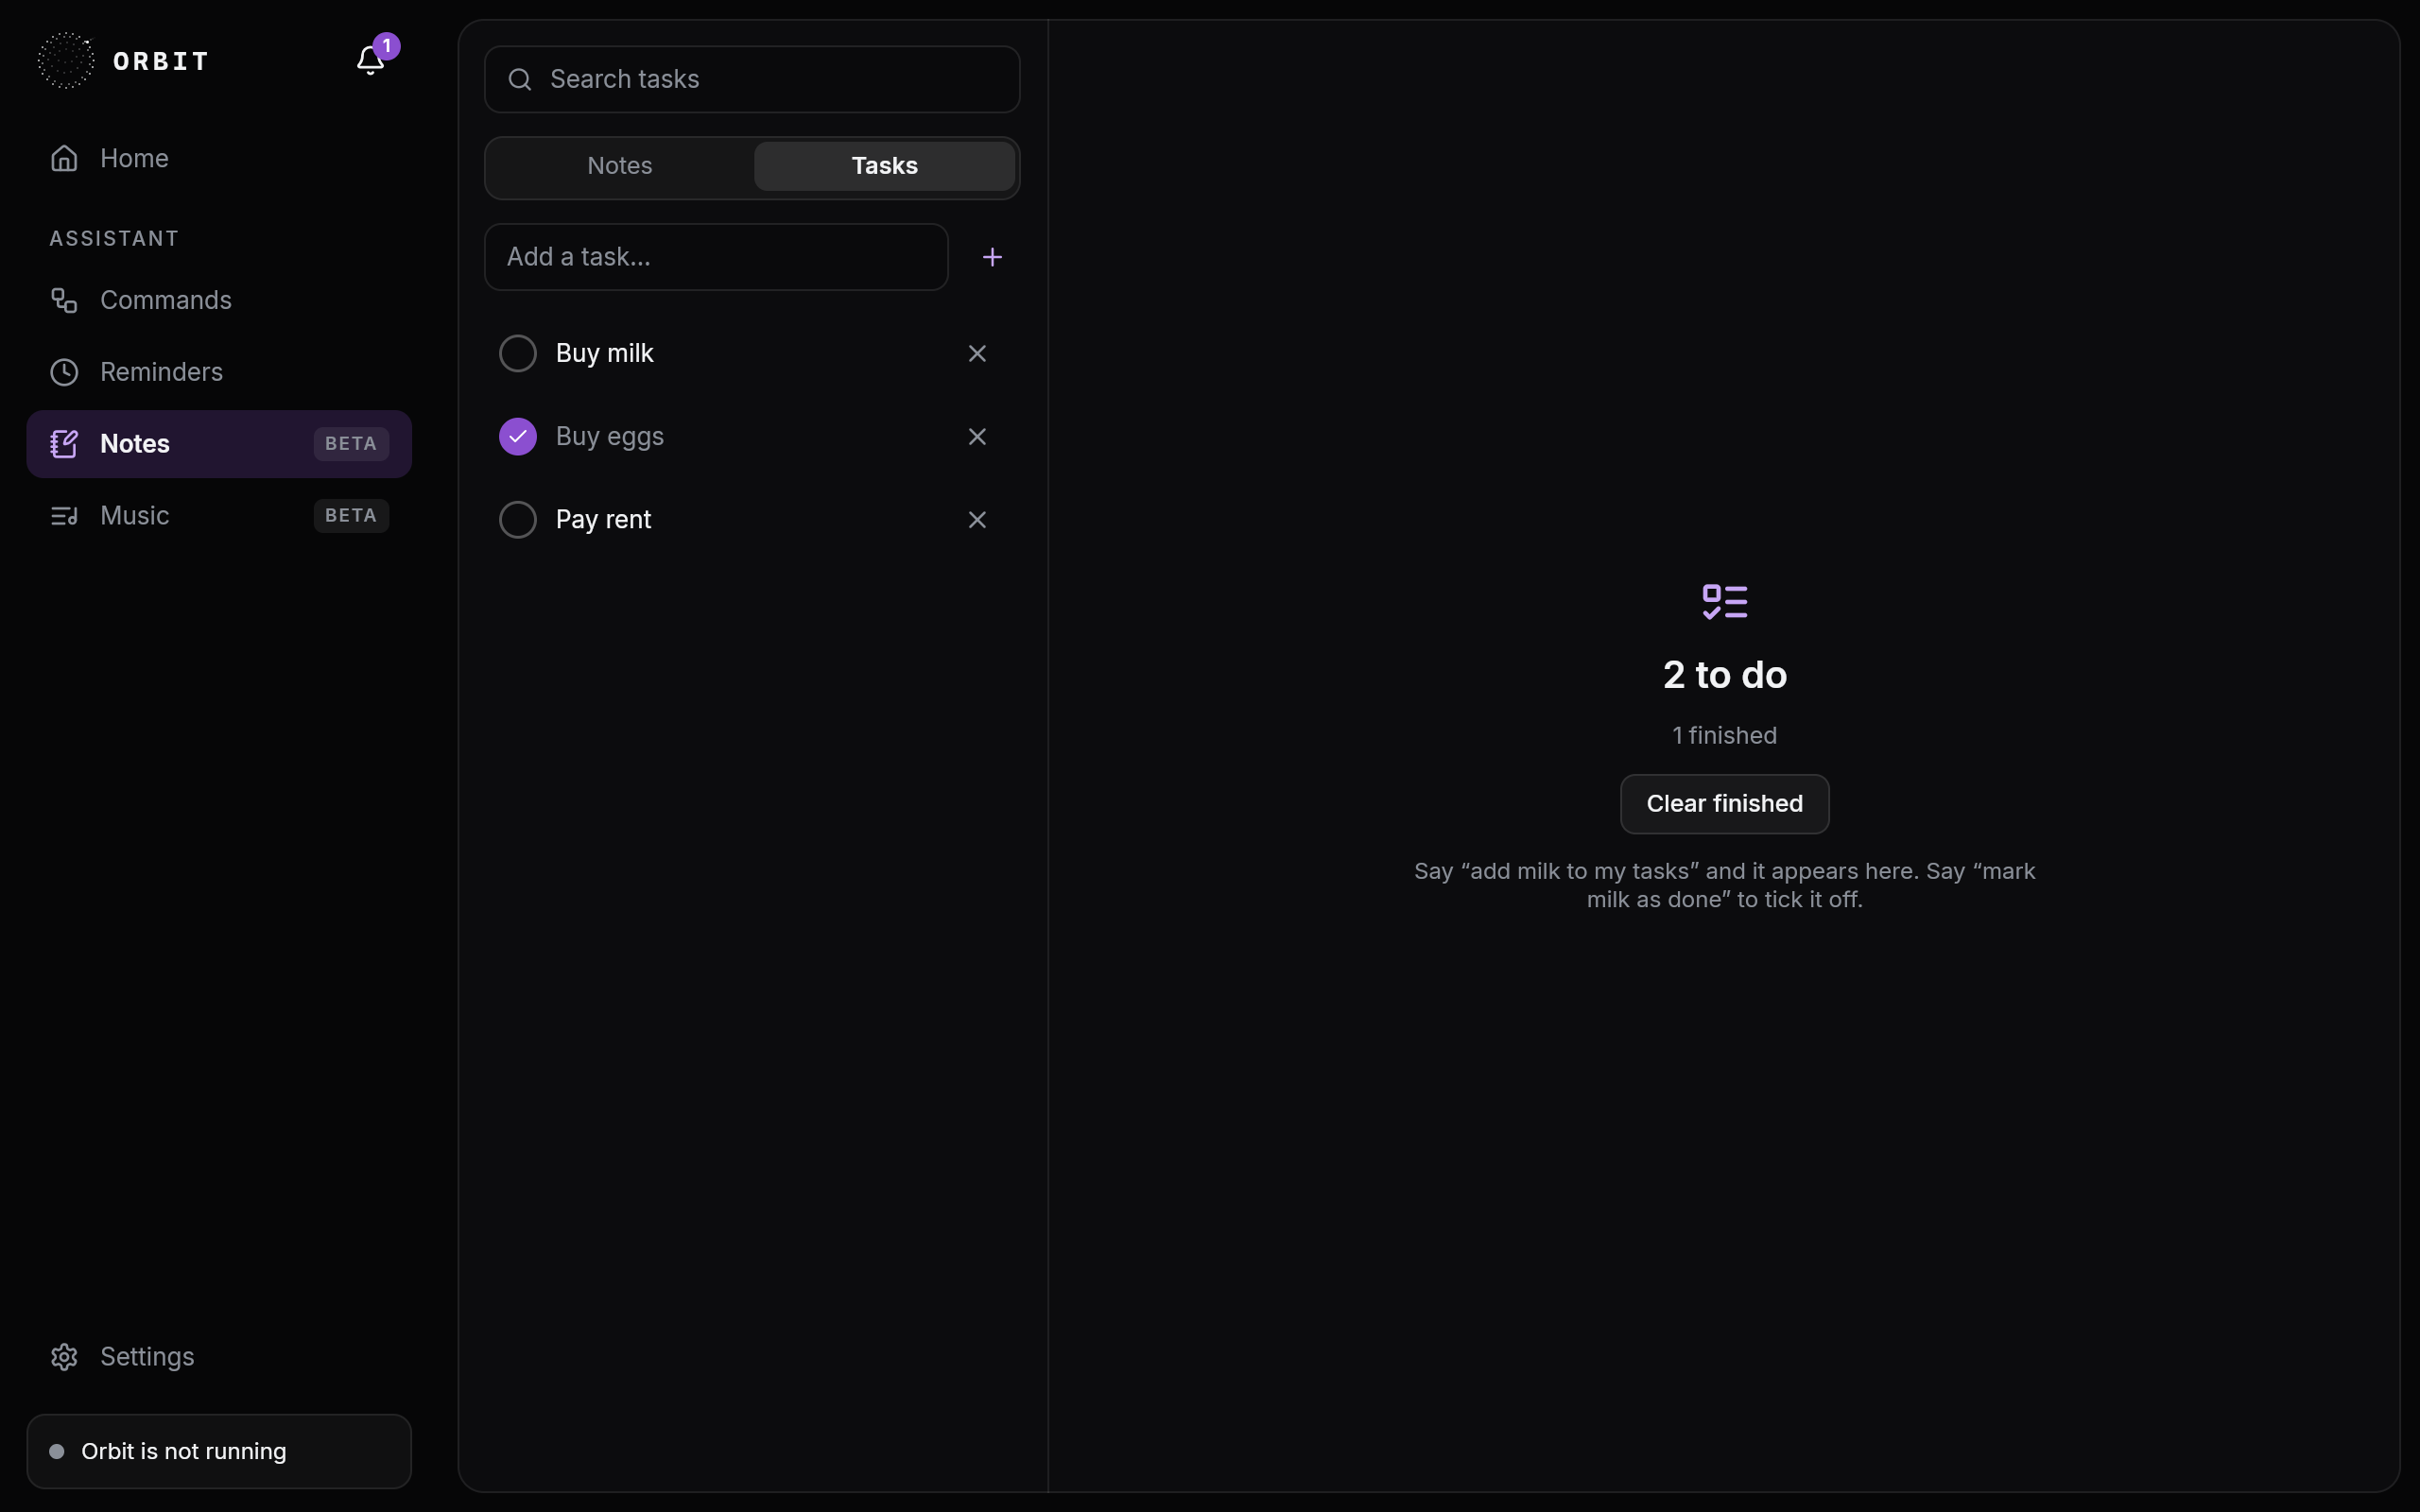 ORBIT
1
Home
ASSISTANT
Commands
Reminders
Notes BETA
Music BETA
Settings
Orbit is not running
Search tasks
Notes Tasks
Add a task...
Buy milk
Buy eggs
Pay rent
2 to do
1 finished
Clear finished
Say “add milk to my tasks” and it appears here. Say “mark
milk as done” to tick it off.